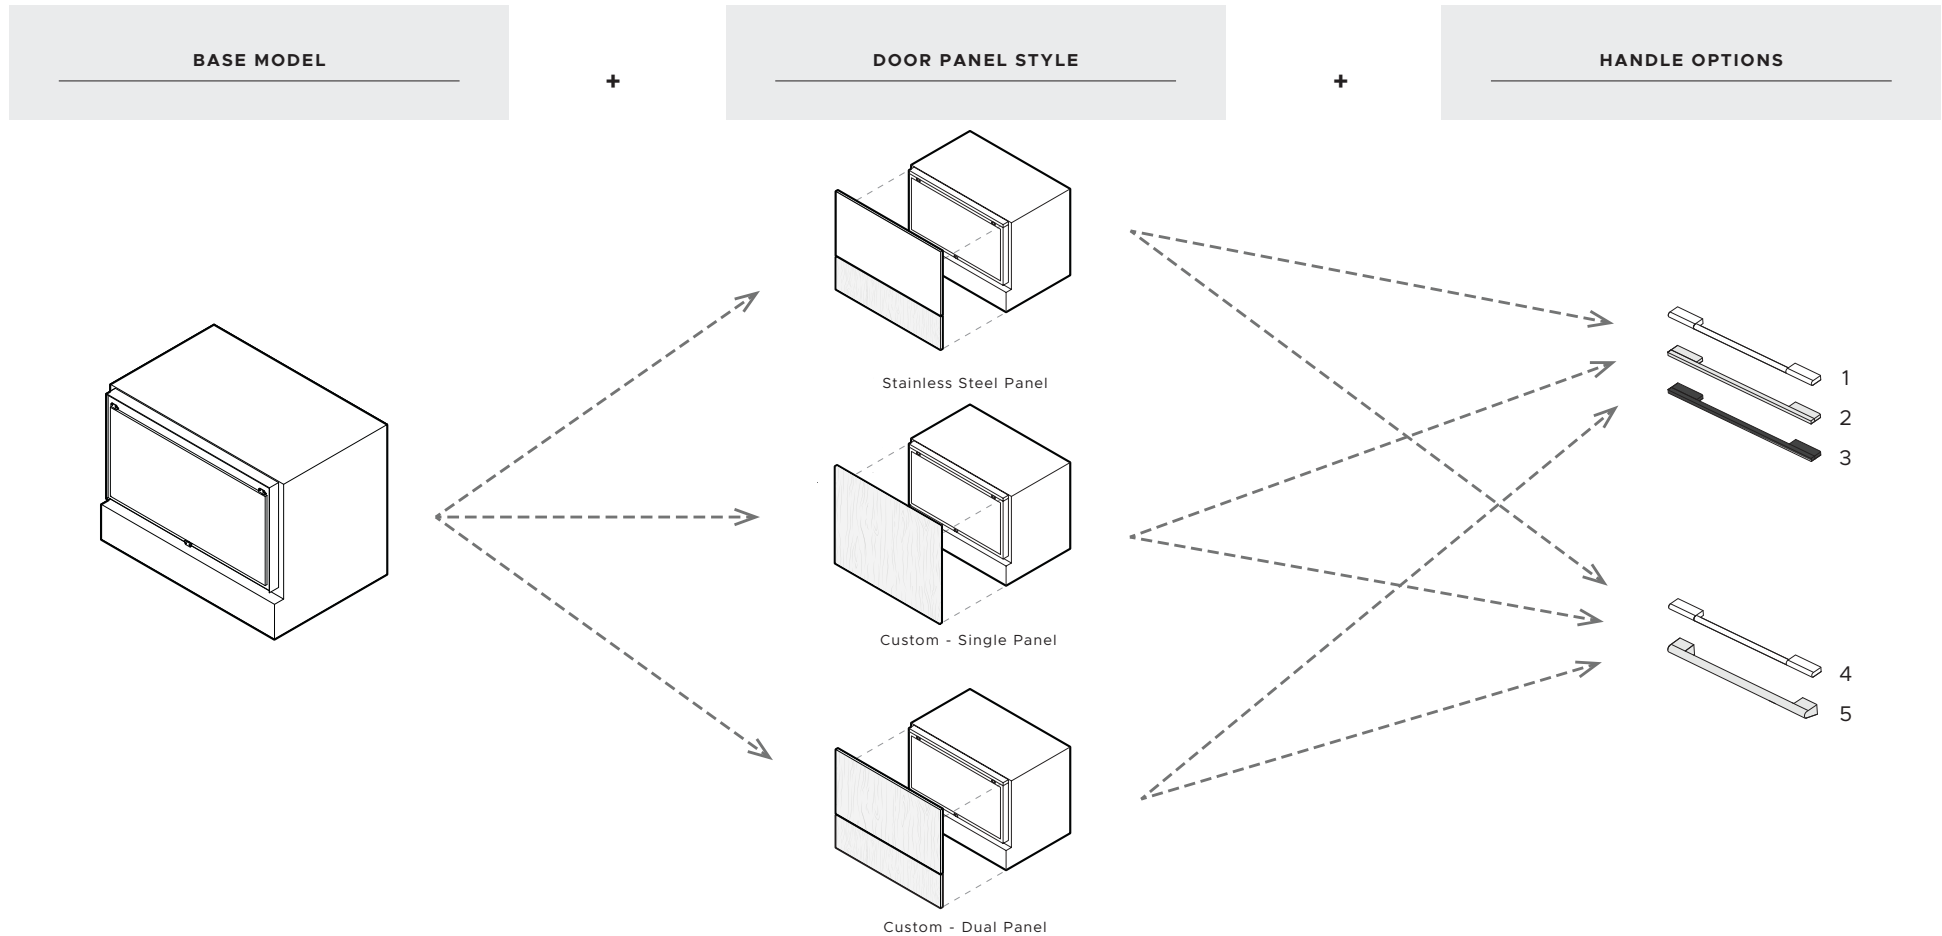 BASE MODEL
+
DOOR PANEL STYLE
+
HANDLE OPTIONS
Stainless Steel Panel
Custom - Single Panel
Custom - Dual Panel
1
2
3
4
5